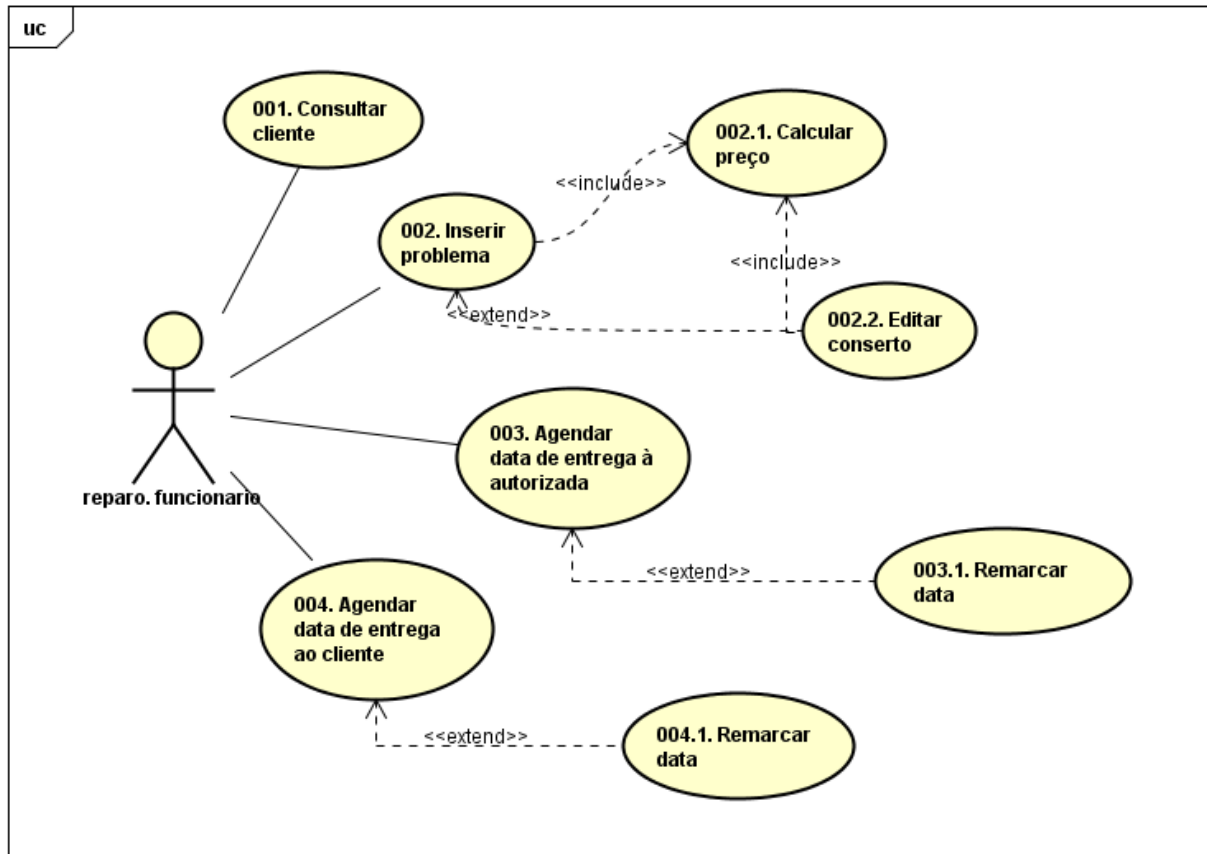 uc
001. Consultar
cliente
002.1. Calcular
preço
<<include>>
002. Inserir
problema
<<include>>
<<extend>>
002.2. Editar
conserto
003. Agendar
data de entrega à
autorizada
reparo. funcionario
<<extend>>
003.1. Remarcar
data
004. Agendar
data de entrega
ao cliente
<<extend>>
004.1. Remarcar
data